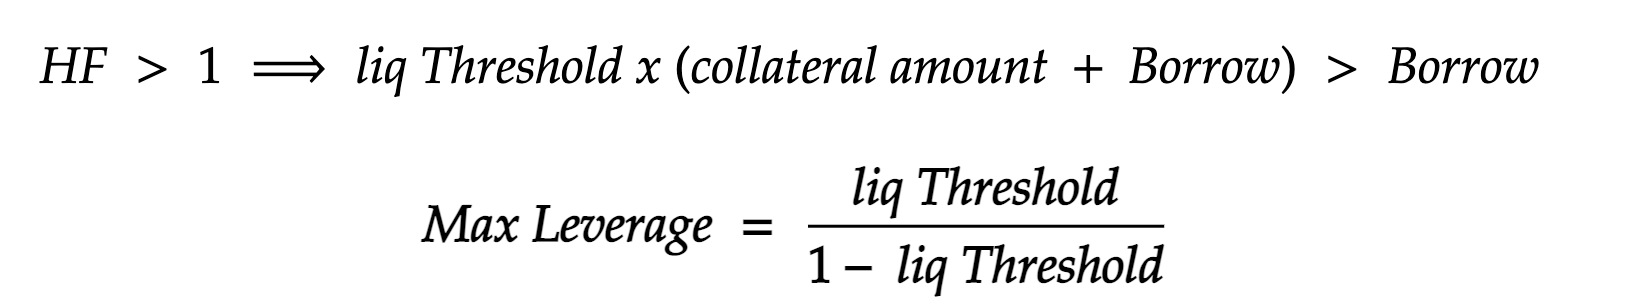 HF > 1 ⟹ liq Threshold x (collateral amount + Borrow) > Borrow
liq Threshold
Max Leverage =
1 − liq Threshold